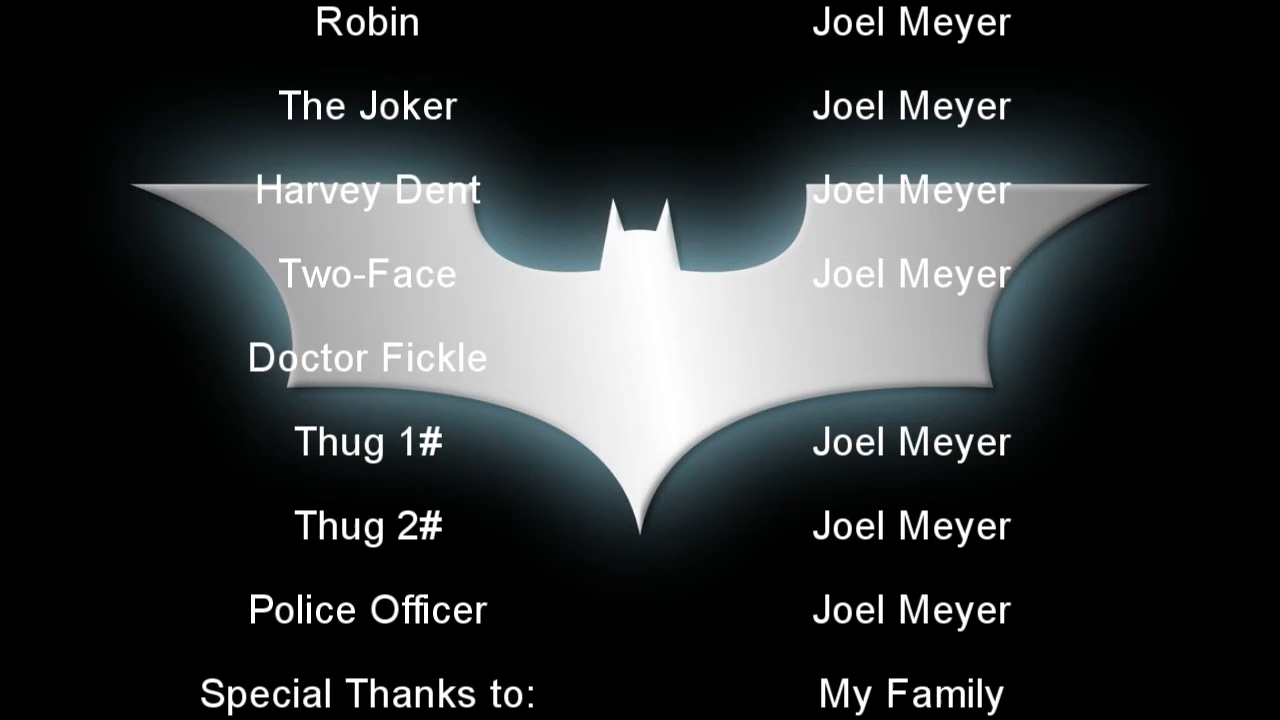 Robin Joel Meyer
The Joker Joel Meyer
Harvey Dent Joel Meyer
Two-Face Joel Meyer
Doctor Fickle
Thug 1# Joel Meyer
Thug 2# Joel Meyer
Police Officer Joel Meyer
Special Thanks to: My Family